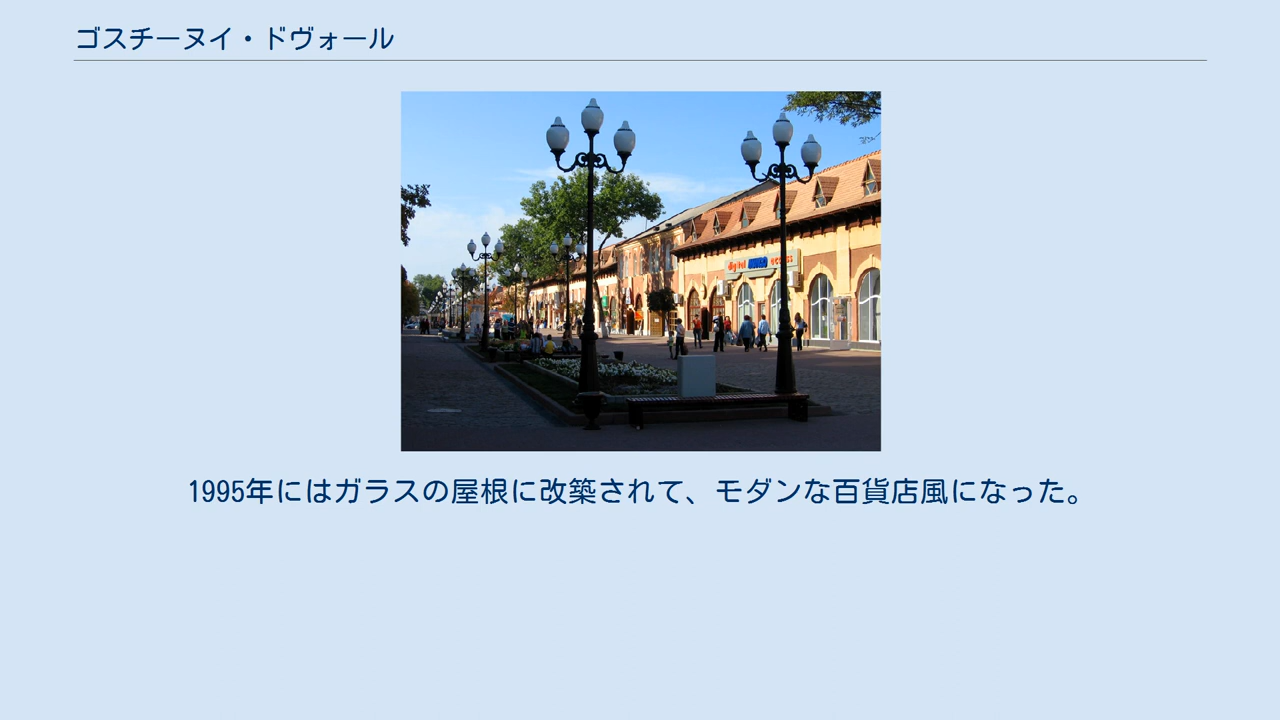 ゴスチーヌイ・ドヴォール
digital
access
1995年にはガラスの屋根に改築されて、モダンな百貨店風になった。